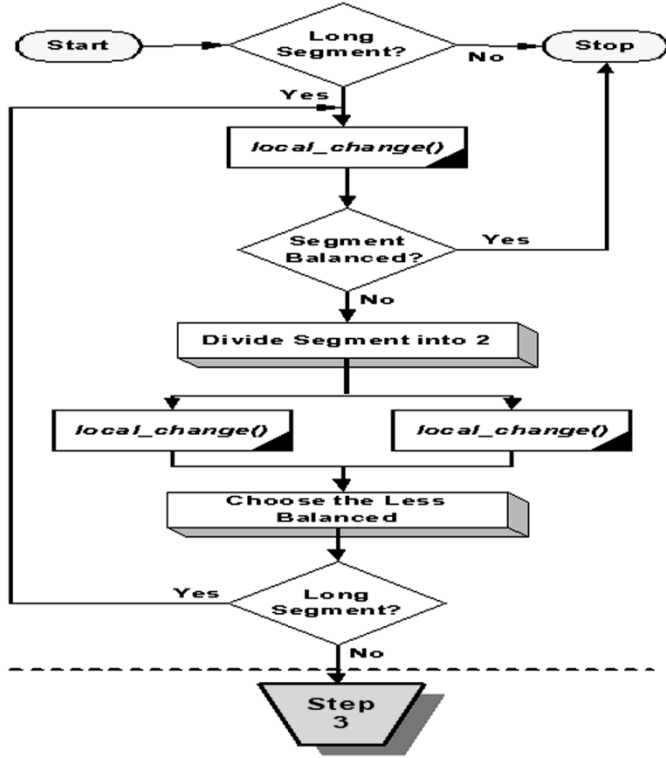 Start
Long
Segment?
No
Stop
Yes
local_change()
Segment
Balanced?
Yes
No
Divide Segment into 2
local_change()
local_change()
Choose the Less
Balanced
Yes
Long
Segment?
No
Step
3